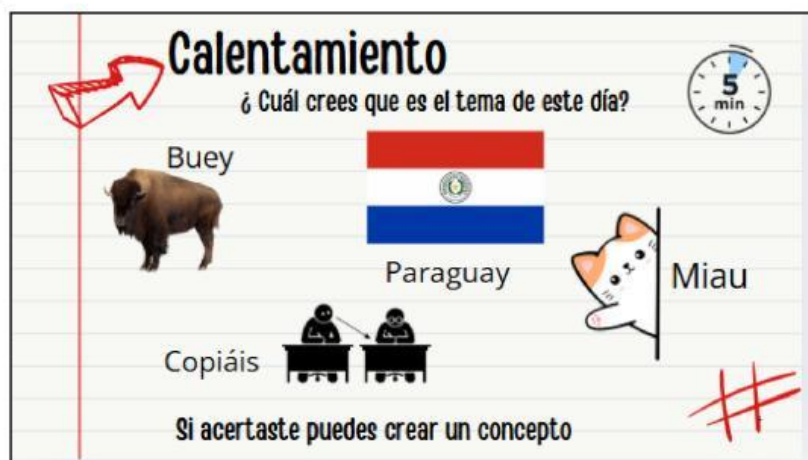 Calentamiento
¿ Cuál crees que es el tema de este día?
5
min
Buey
Paraguay
Miau
Copiáis
Si acertaste puedes crear un concepto